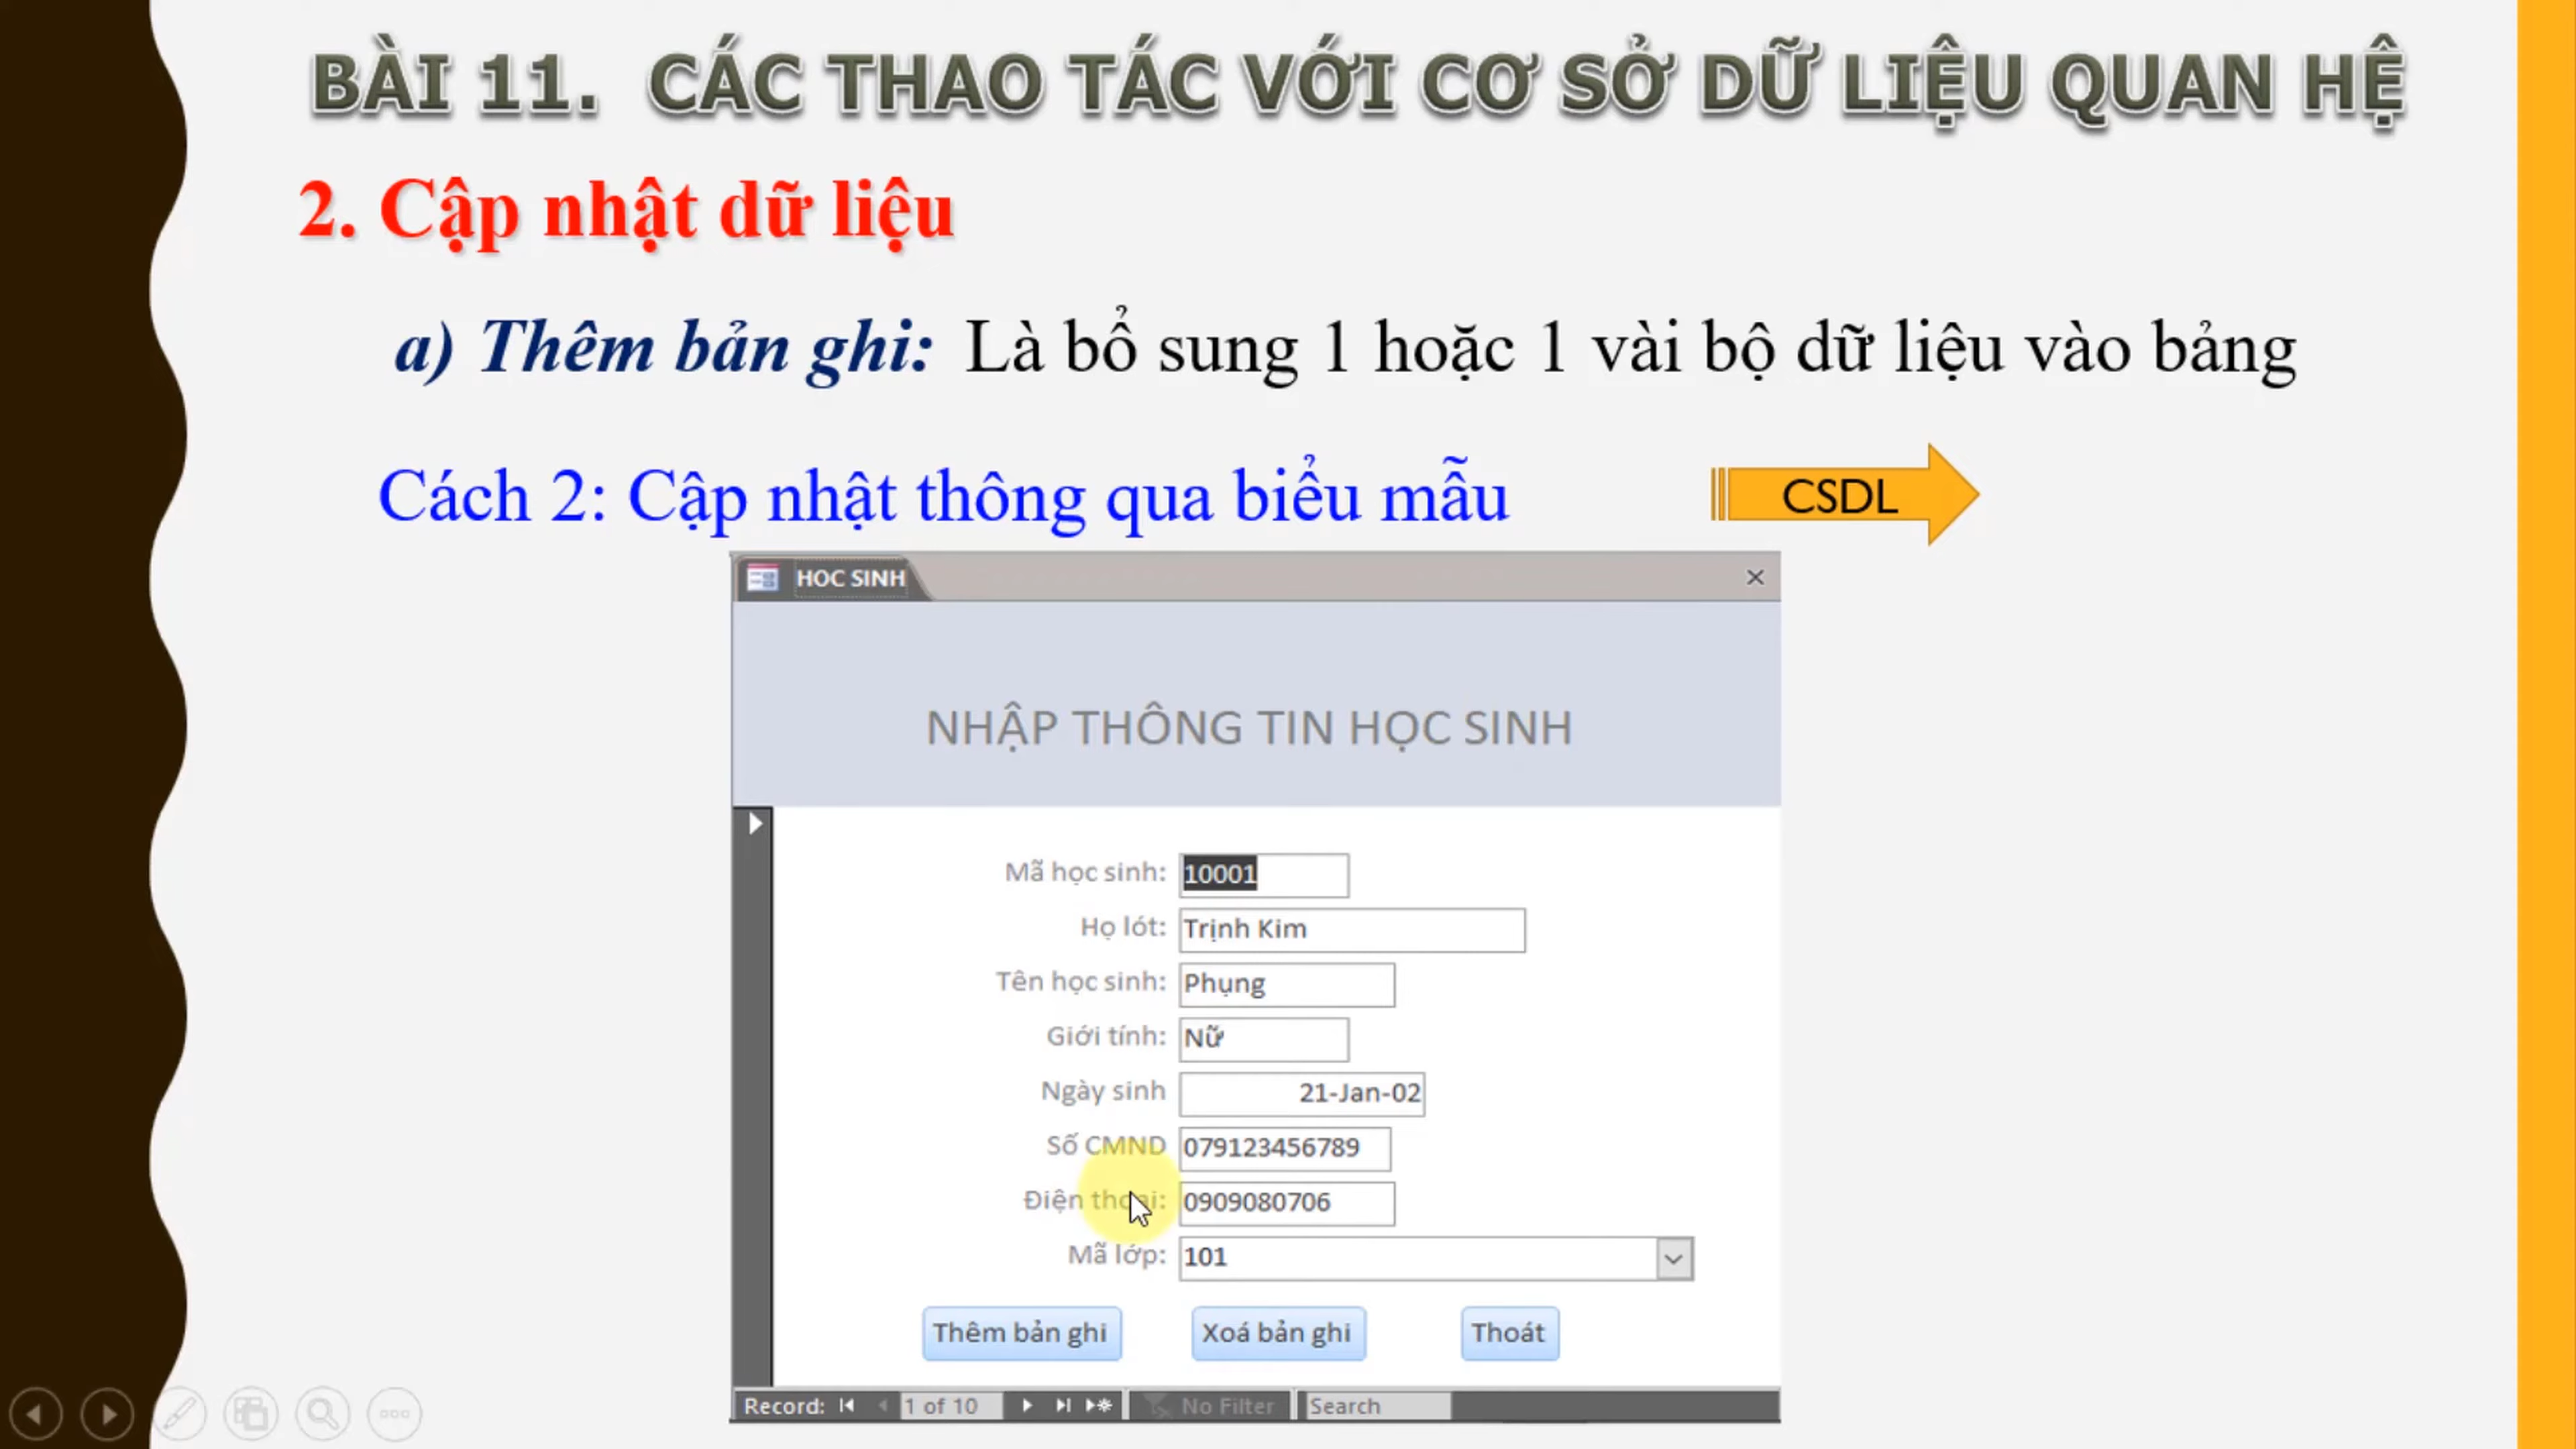 BÀI 11. CÁC THAO TÁC VỚI CƠ SỞ DỮ LIỆU QUAN HỆ
2. Cập nhật dữ liệu
a) Thêm bản ghi: Là bổ sung 1 hoặc 1 vài bộ dữ liệu vào bảng
Cách 2: Cập nhật thông qua biểu mẫu
CSDL
HOC SINH
NHẬP THÔNG TIN HỌC SINH
Mã học sinh: 10001
Họ lót: Trịnh Kim
Tên học sinh: Phụng
Giới tính: Nữ
Ngày sinh 21-Jan-02
Số CMND 079123456789
Điện thoại: 0909080706
Mã lớp: 101
Thêm bản ghi Xoá bản ghi Thoát
Record: 1 of 10 No Filter Search